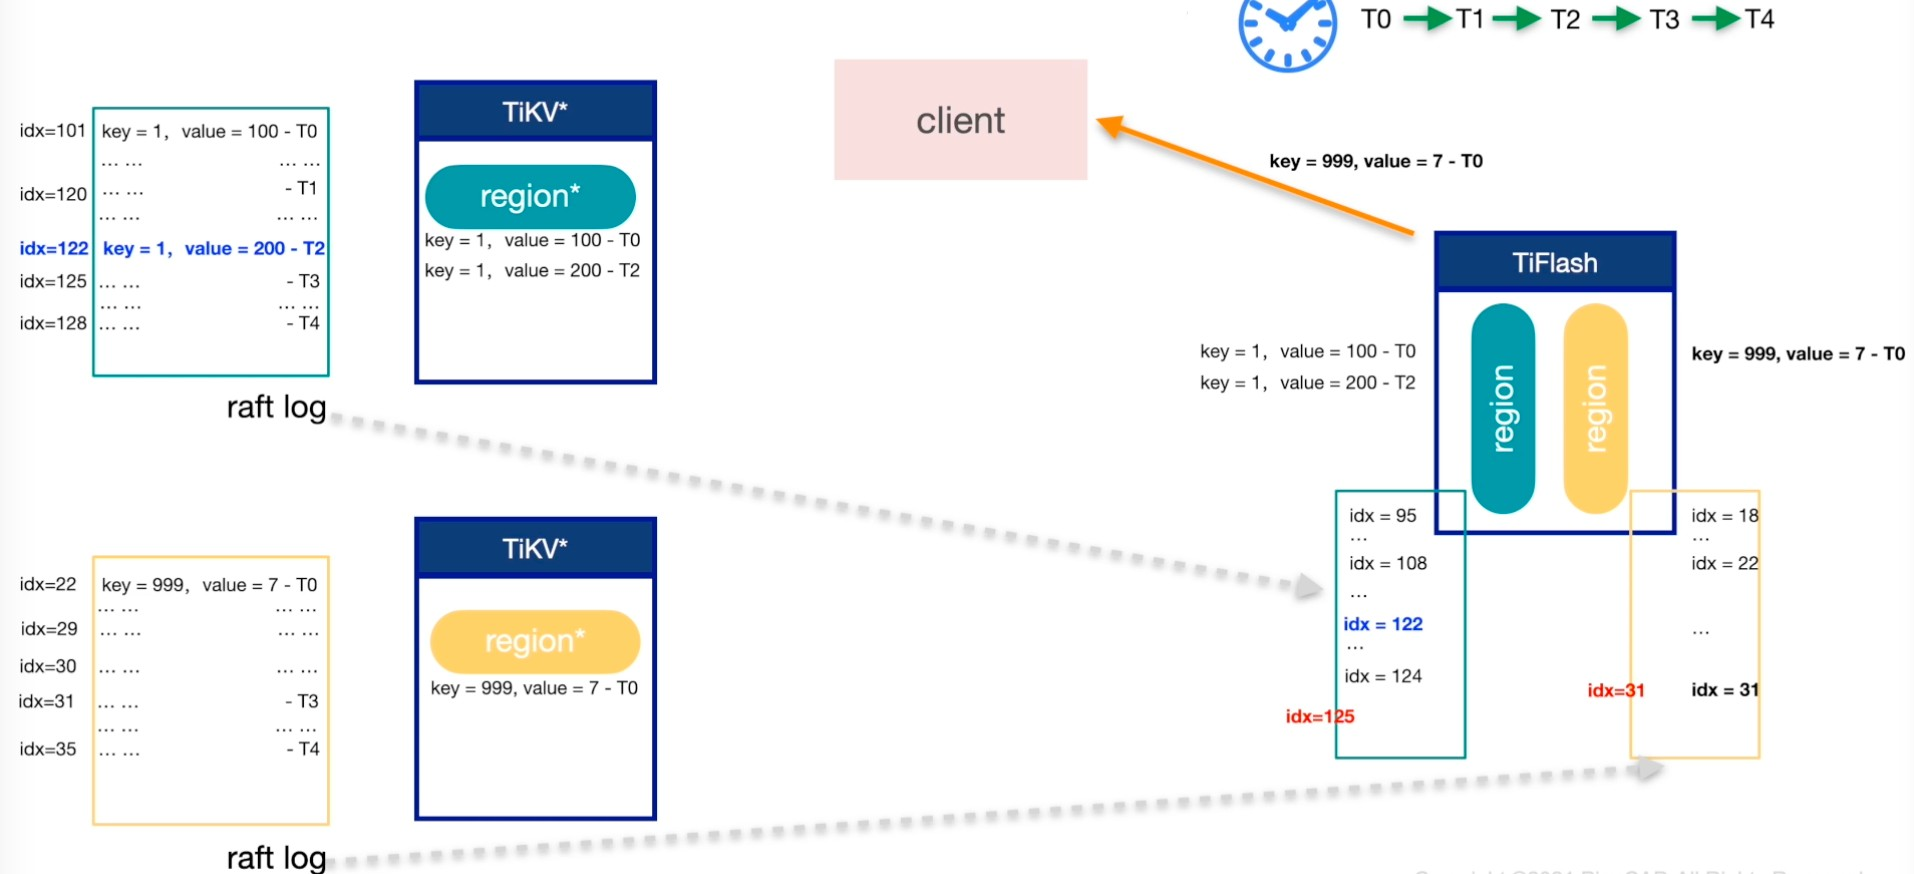 T0 T1 T2 T3 T4
idx=101 key = 1, value = 100 - T0
... ... ... ...
idx=120 ... ... - T1
... ... ... ...
idx=122 key = 1, value = 200 - T2
idx=125 ... ... - T3
... ... ... ...
idx=128 ... ... - T4
raft log
TiKV*
region*
key = 1, value = 100 - T0
key = 1, value = 200 - T2
client
key = 999, value = 7 - T0
TiFlash
region
region
key = 1, value = 100 - T0
key = 1, value = 200 - T2
key = 999, value = 7 - T0
idx = 95
...
idx = 108
...
idx = 122
...
idx = 124
idx=125
idx = 18
...
idx = 22
...
idx=31 idx = 31
idx=22 key = 999, value = 7 - T0
... ... ... ...
idx=29 ... ... ... ...
idx=30 ... ... ... ...
idx=31 ... ... - T3
... ... ... ...
idx=35 ... ... - T4
raft log
TiKV*
region*
key = 999, value = 7 - T0